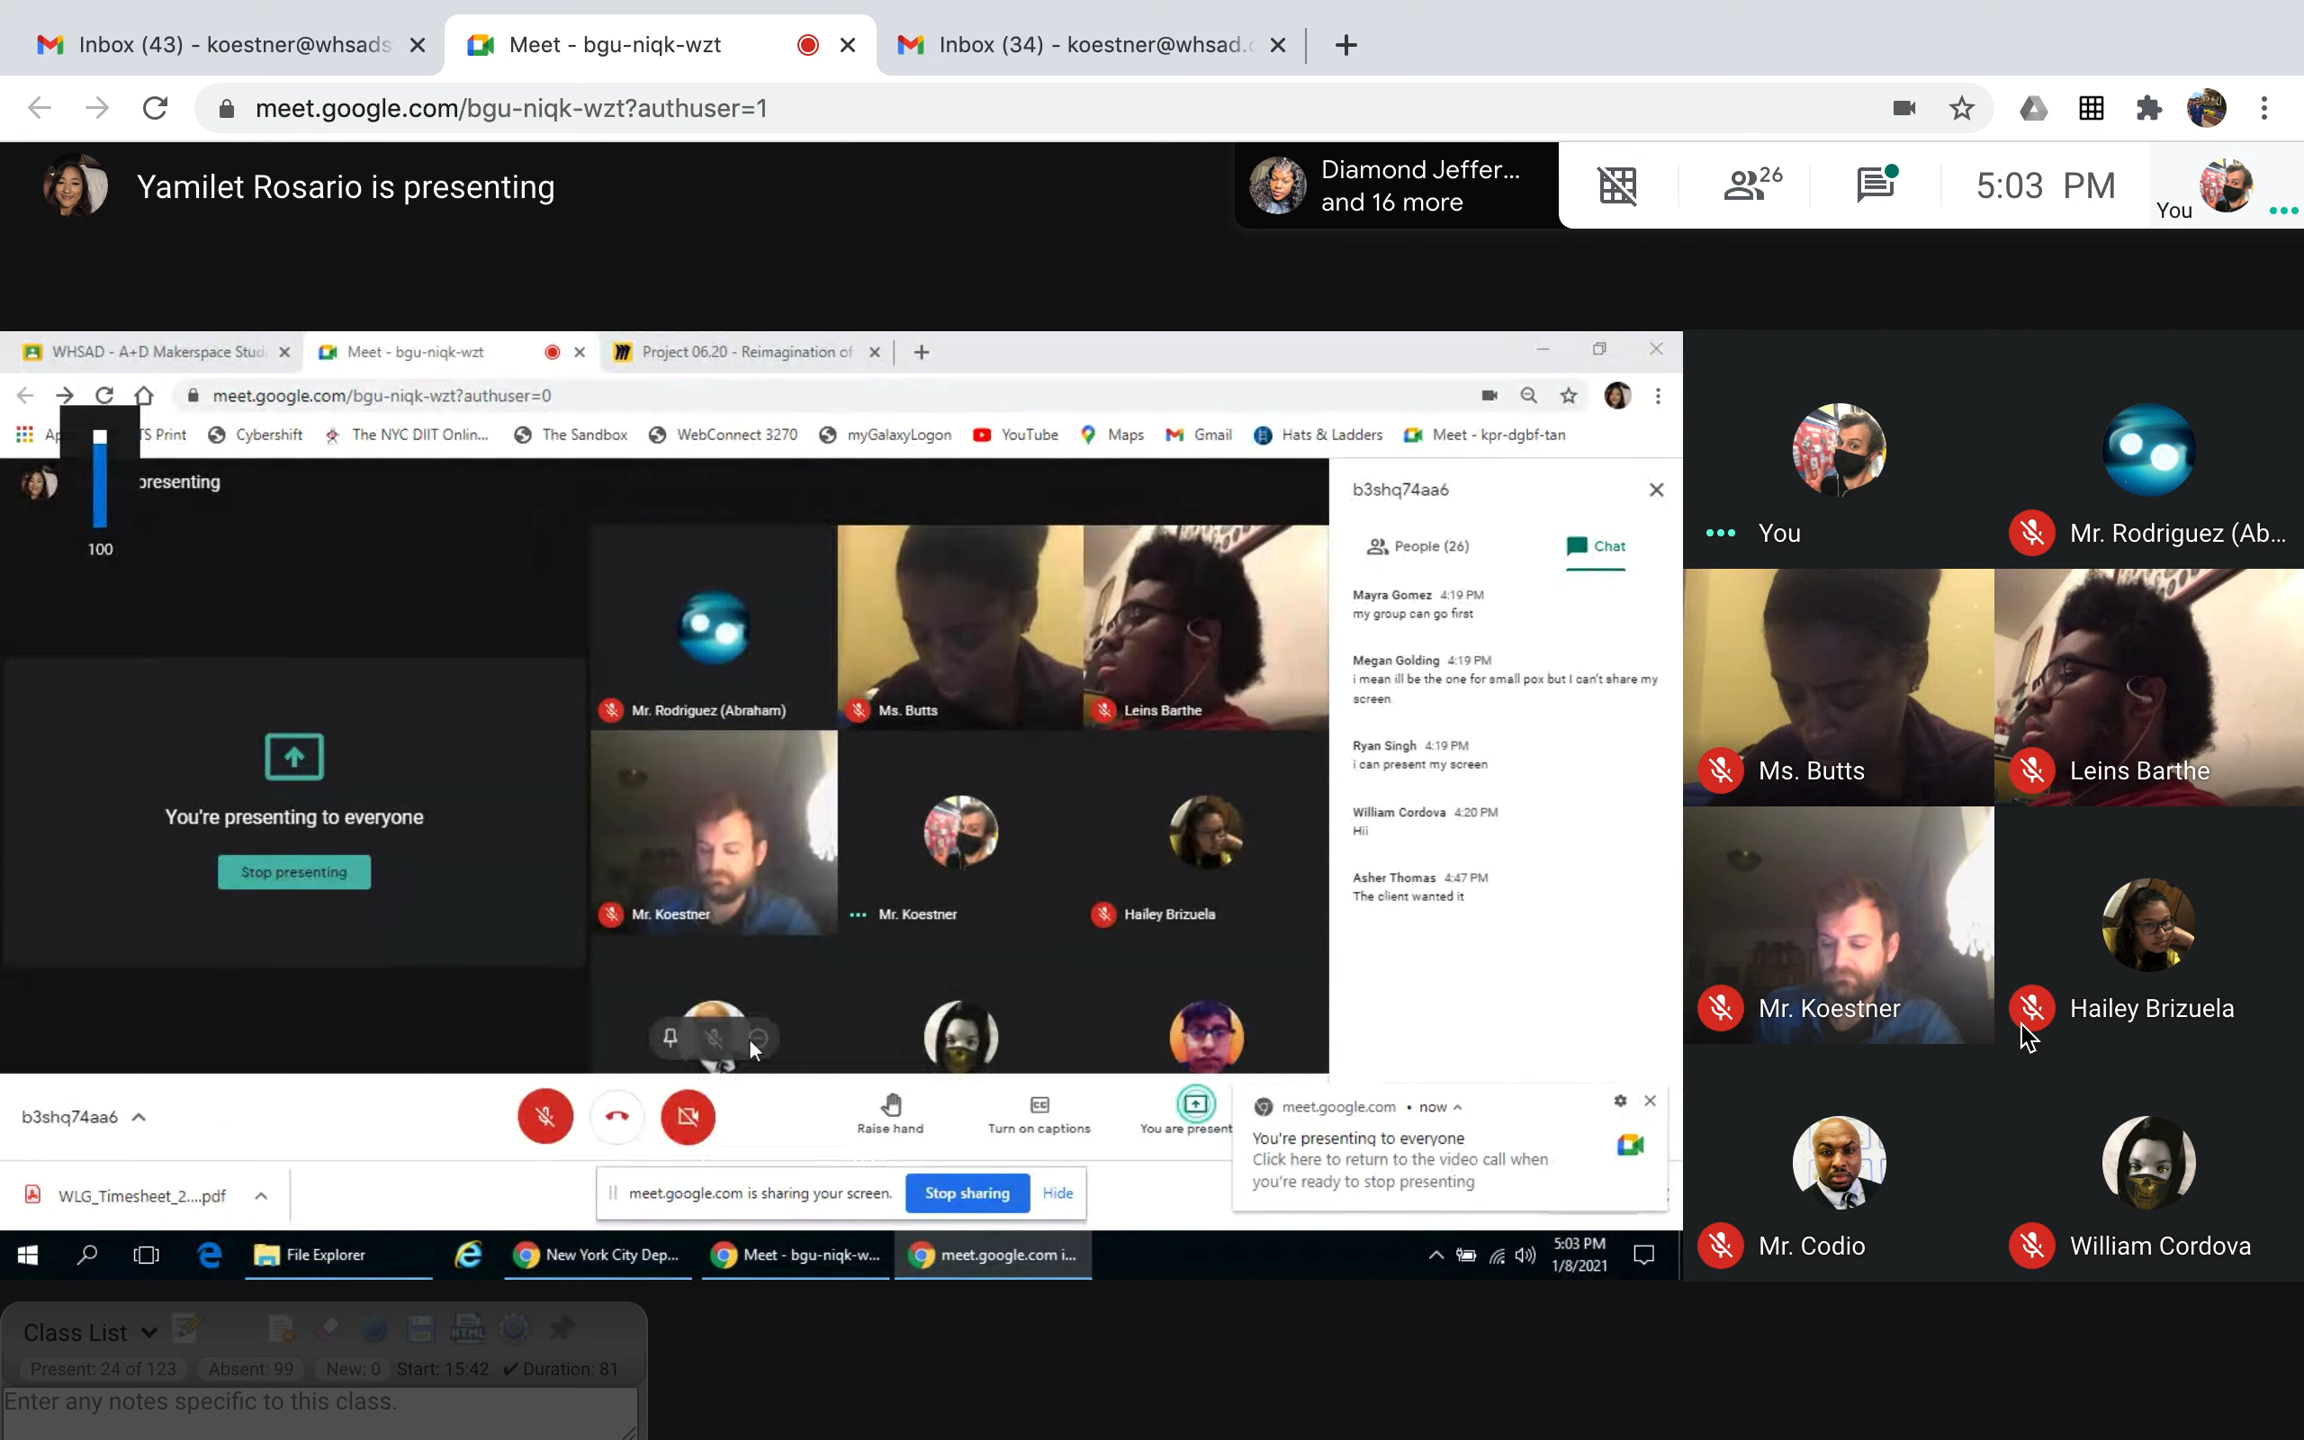 Inbox (43) - koestner@whsads
Meet - bgu-niqk-wzt
Inbox (34) - koestner@whsad.
meet.google.com/bgu-niqk-wzt?authuser=1
Yamilet Rosario is presenting
Diamond Jeffer...
and 16 more
26
5:03 PM
You
WHSAD - A+D Makerspace Stud
Meet - bgu-niqk-wzt
Project 06.20 - Reimagination of
meet.google.com/bgu-niqk-wzt?authuser=0
TS Print
Cybershift
The NYC DIIT Onlin...
The Sandbox
WebConnect 3270
myGalaxyLogon
YouTube
Maps
Gmail
Hats & Ladders
Meet - kpr-dgbf-tan
presenting
100
b3shq74aa6
People (26)
Chat
Mayra Gomez 4:19 PM
my group can go first
Megan Golding 4:19 PM
i mean ill be the one for small pox but I can't share my
screen
Ryan Singh 4:19 PM
i can present my screen
William Cordova 4:20 PM
Hii
Asher Thomas 4:47 PM
The client wanted it
You're presenting to everyone
Stop presenting
Mr. Rodriguez (Abraham)
Ms. Butts
Leins Barthe
Mr. Koestner
Mr. Koestner
Hailey Brizuela
b3shq74aa6
Raise hand
Turn on captions
You are present
meet.google.com • now
You're presenting to everyone
Click here to return to the video call when
you're ready to stop presenting
WLG_Timesheet_2....pdf
meet.google.com is sharing your screen.
Stop sharing
Hide
File Explorer
New York City Dep...
Meet - bgu-niqk-w...
meet.google.com i...
5:03 PM
1/8/2021
You
Mr. Rodriguez (Ab...
Ms. Butts
Leins Barthe
Mr. Koestner
Hailey Brizuela
Mr. Codio
William Cordova
Class List
HTML
Present: 24 of 123
Absent: 99
New: 0
Start: 15:42
✔ Duration: 81
Enter any notes specific to this class.